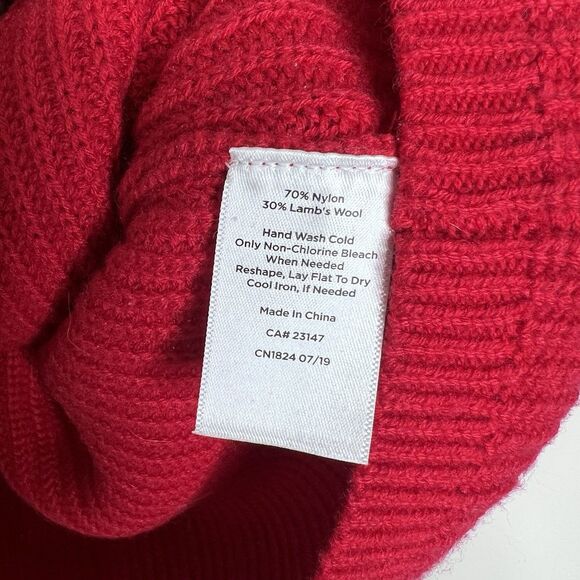 70% Nylon
30% Lamb's Wool
Hand Wash Cold
Only Non-Chlorine Bleach
When Needed
Reshape, Lay Flat To Dry
Cool Iron, If Needed
Made In China
CA# 23147
CN1824 07/19